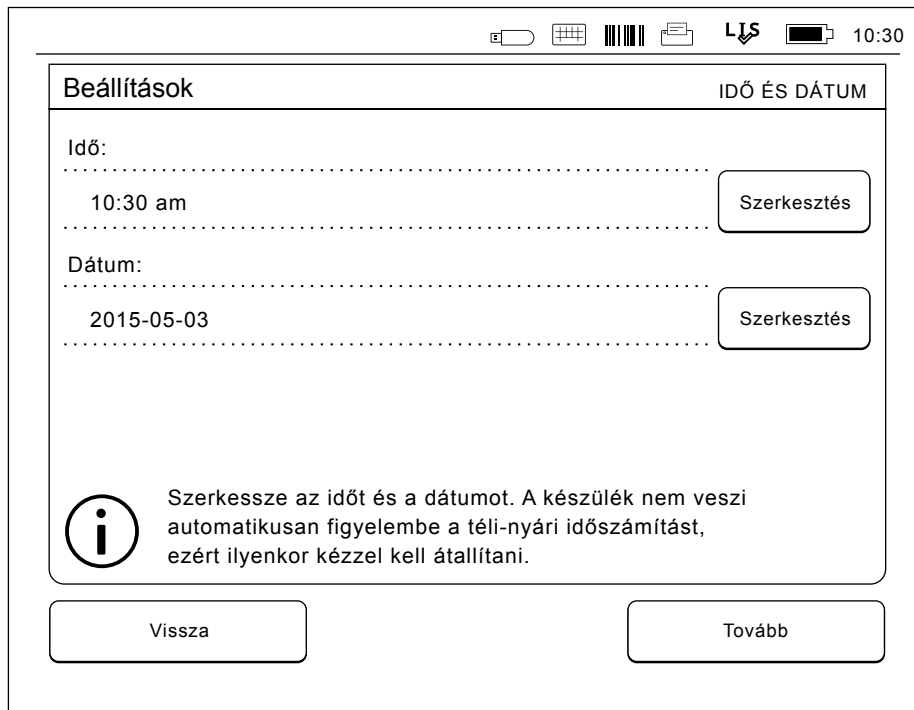 LIS 10:30
Beállítások IDŐ ÉS DÁTUM
Idő:
10:30 am Szerkesztés
Dátum:
2015-05-03 Szerkesztés
Szerkessze az időt és a dátumot. A készülék nem veszi
automatikusan figyelembe a téli-nyári időszámítást,
ezért ilyenkor kézzel kell átallítani.
Vissza Tovább